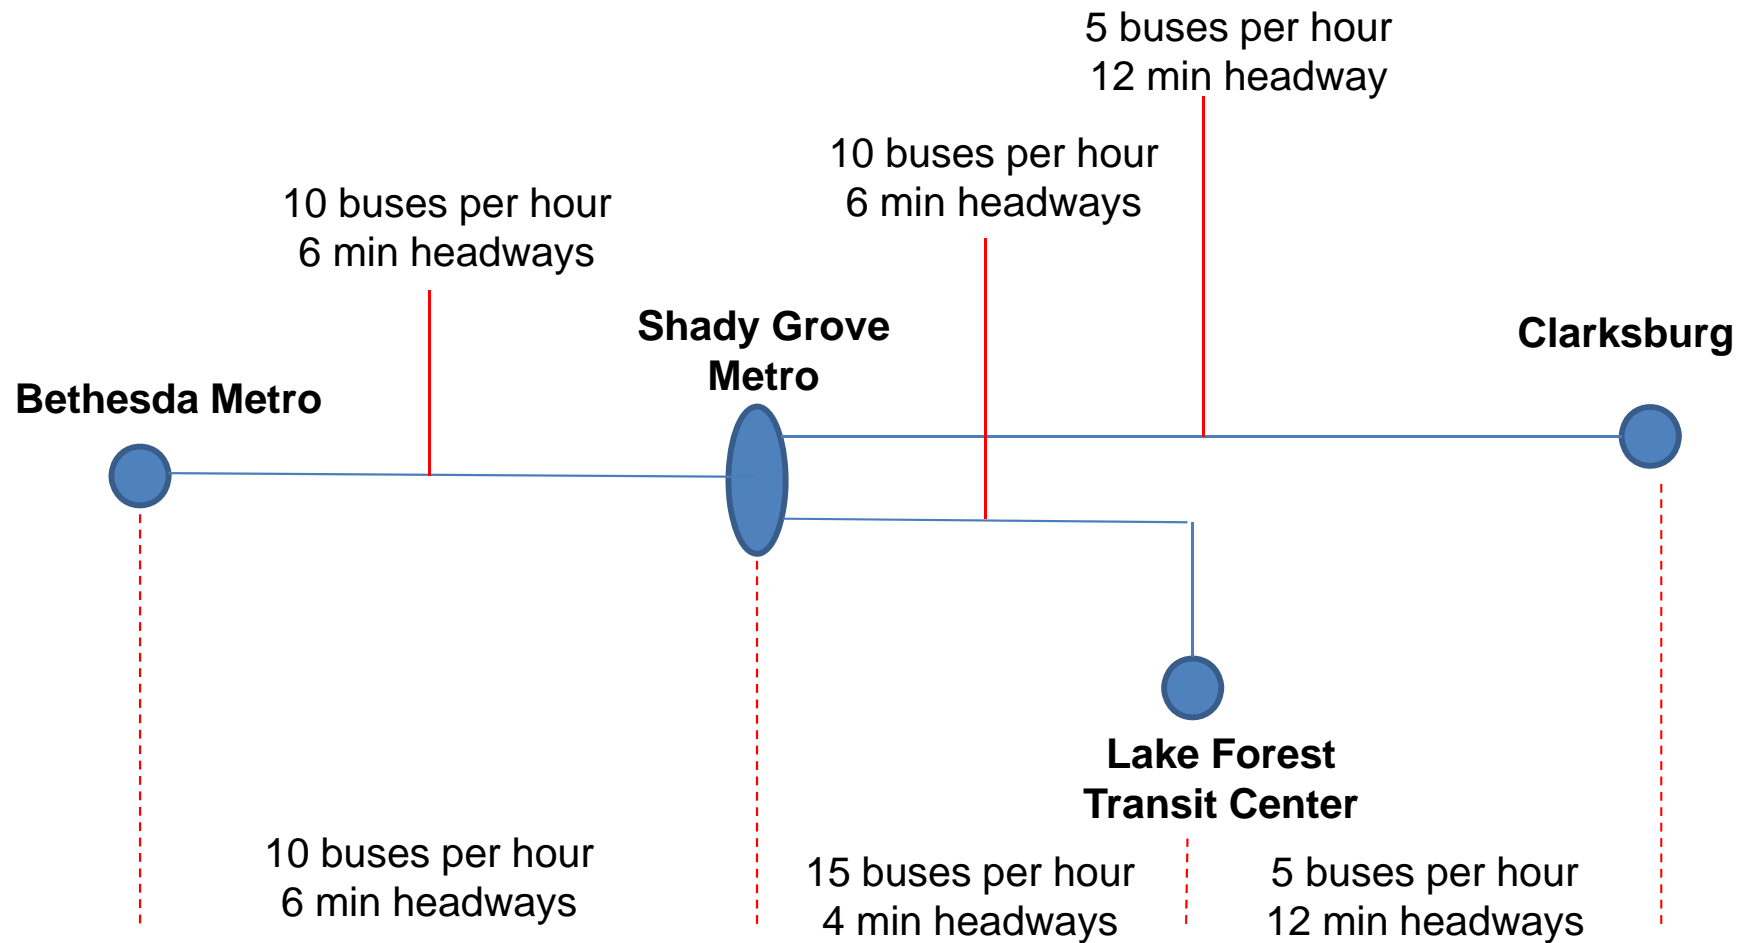 5 buses per hour
12 min headway
10 buses per hour
6 min headways
10 buses per hour
6 min headways
Shady Grove
Metro
Clarksburg
Bethesda Metro
Lake Forest
Transit Center
10 buses per hour
6 min headways
15 buses per hour
4 min headways
5 buses per hour
12 min headways